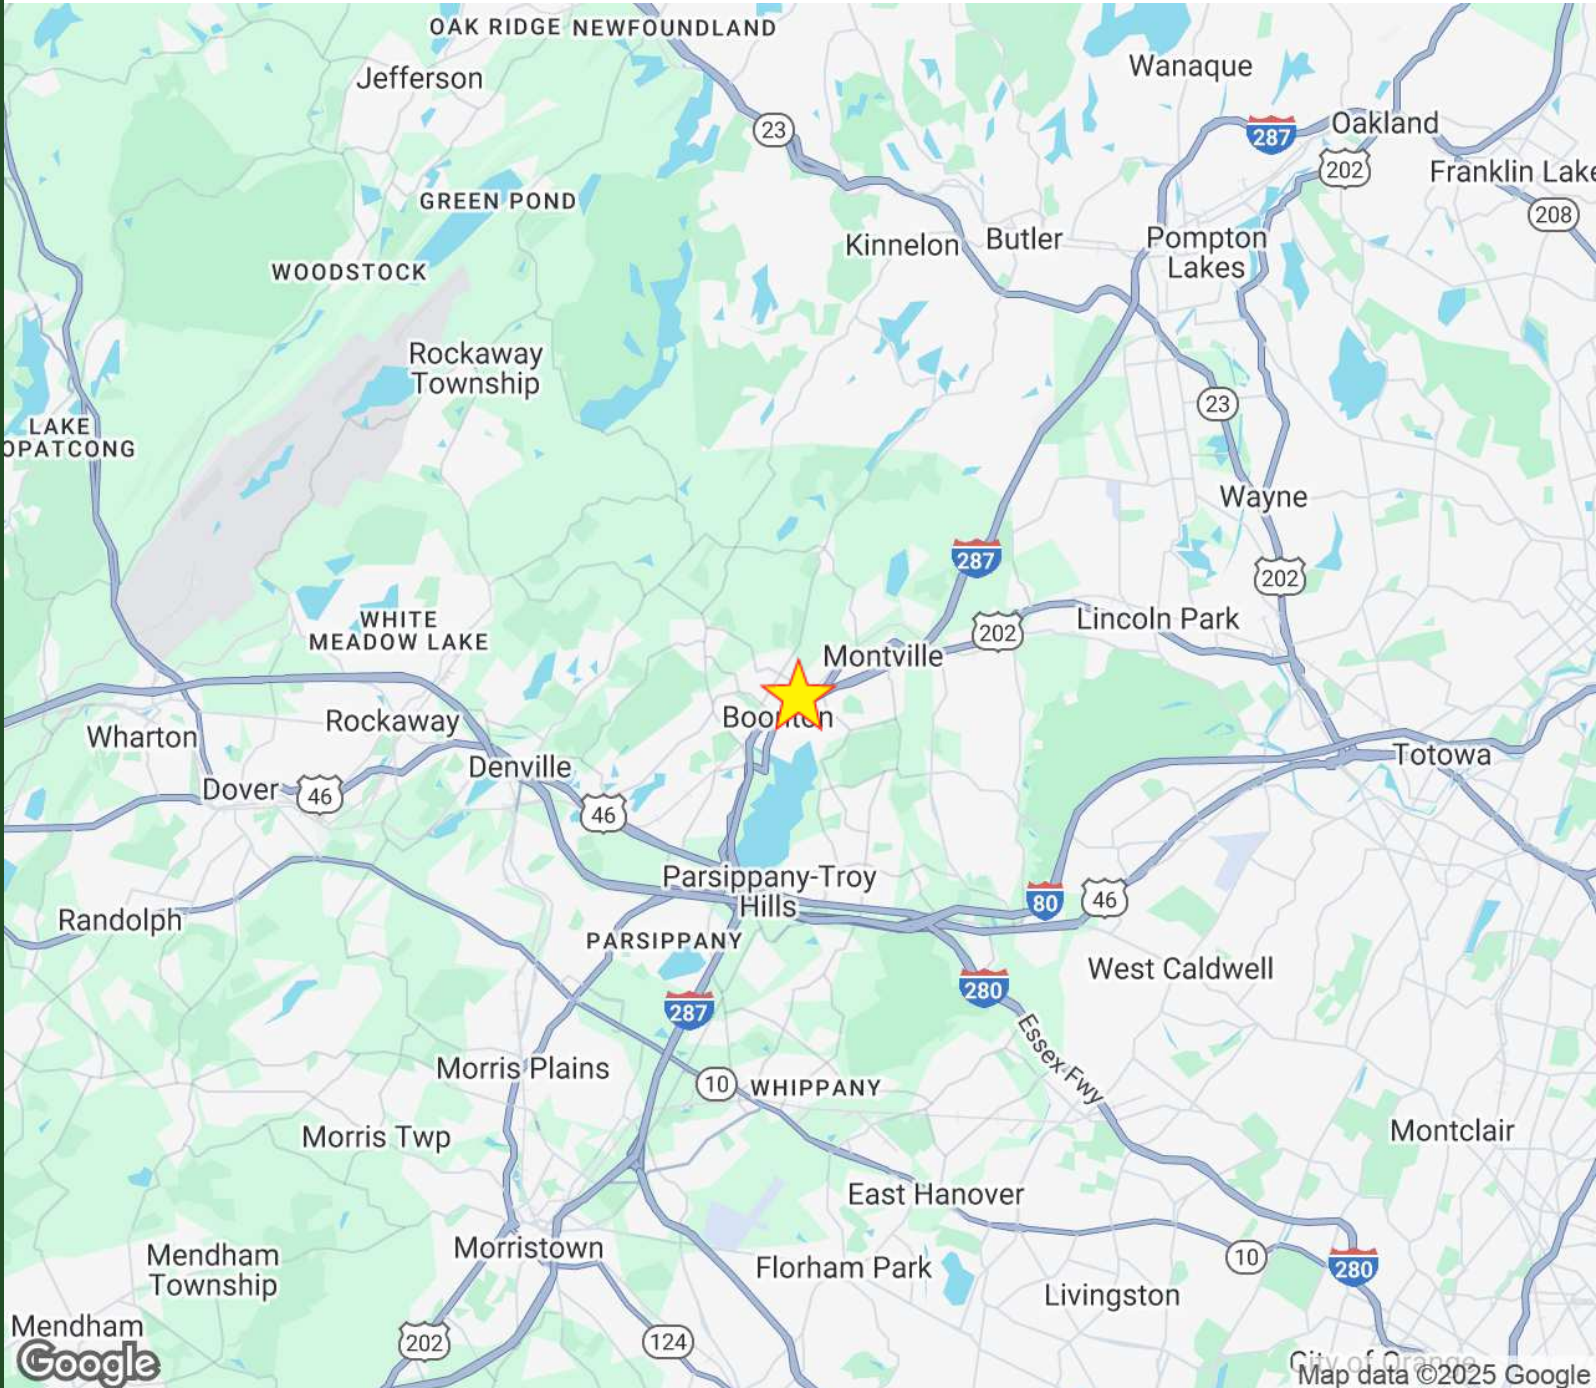 OAK RIDGE
NEWFOUNDLAND
Jefferson
Wanaque
23
287
Oakland
202
Franklin Lake
208
GREEN POND
Kinnelon
Butler
Pompton
Lakes
WOODSTOCK
Rockaway
Township
23
LAKE
OPATCONG
Wayne
287
202
WHITE
MEADOW LAKE
202
Lincoln Park
Montville
Rockaway
Wharton
Totowa
Denville
Dover
46
46
Parsippany-Troy
Hills
80
46
Randolph
PARSIPPANY
West Caldwell
280
287
Essex Fwy
Morris Plains
10
WHIPPANY
Morris Twp
Montclair
East Hanover
Morristown
Mendham
Township
Florham Park
10
280
Livingston
Mendham
202
124
Google
City of Orange
Map data ©2025 Google